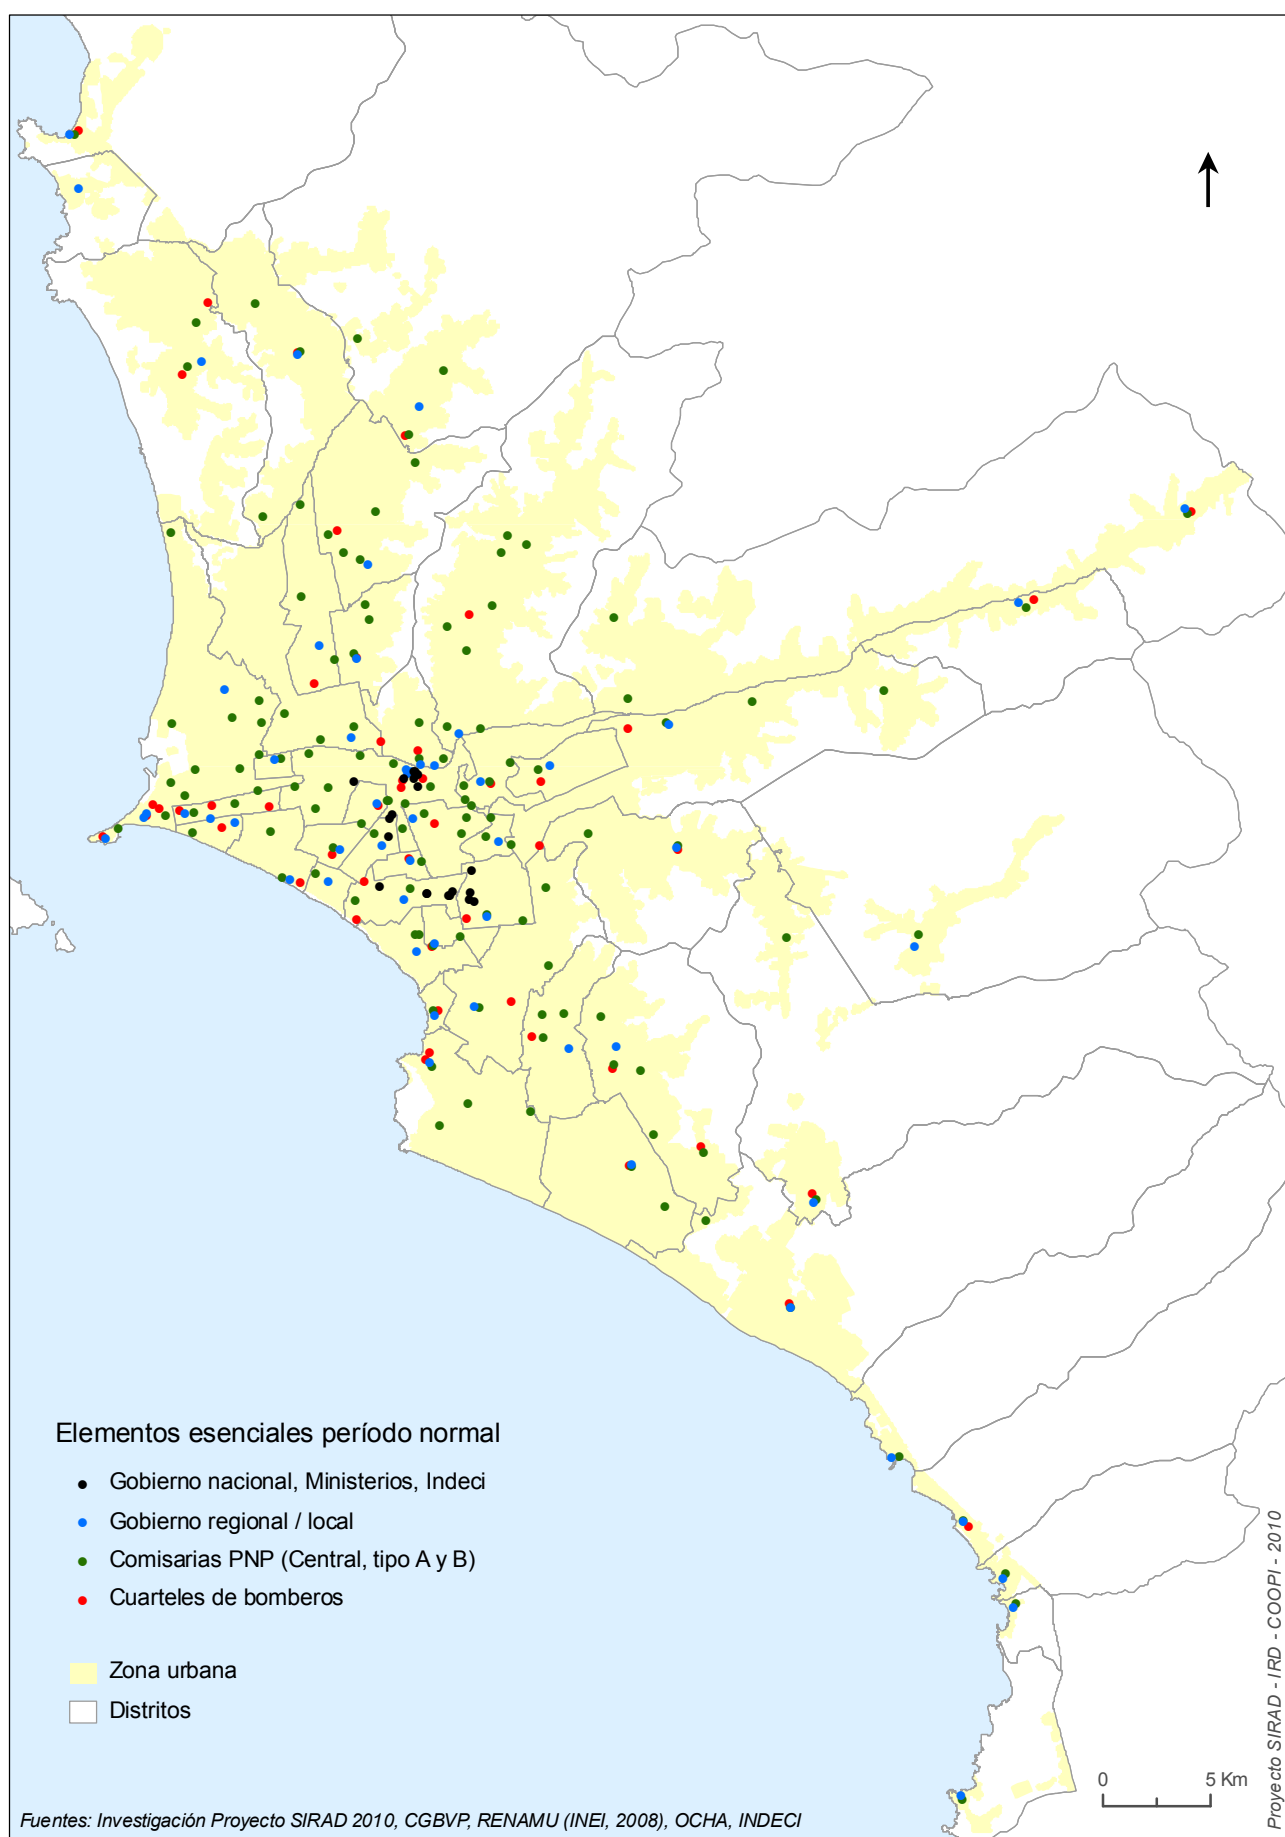 Elementos esenciales período normal
Gobierno nacional, Ministerios, Indeci
Gobierno regional / local
Comisarias PNP (Central, tipo A y B)
Cuarteles de bomberos
Zona urbana
Distritos
0 5 Km
Fuentes: Investigación Proyecto SIRAD 2010, CGBVP, RENAMU (INEI, 2008), OCHA, INDECI
Proyecto SIRAD - IRD - COOPI - 2010